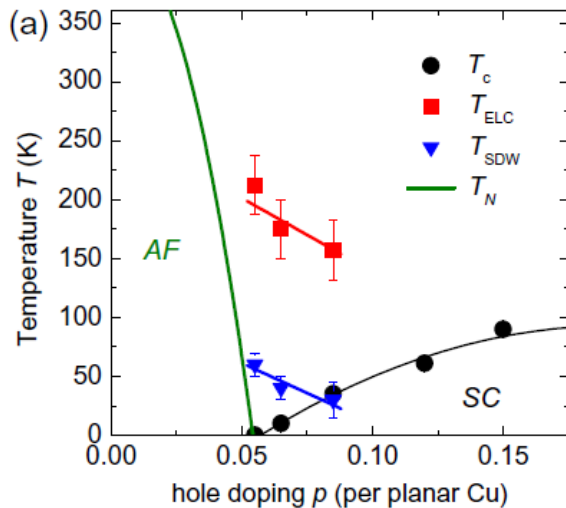 (a)
350
300
250
200
150
100
50
0
Temperature T (K)
T_c
T_ELC
T_SDW
T_N
AF
SC
0.00 0.05 0.10 0.15
hole doping p (per planar Cu)